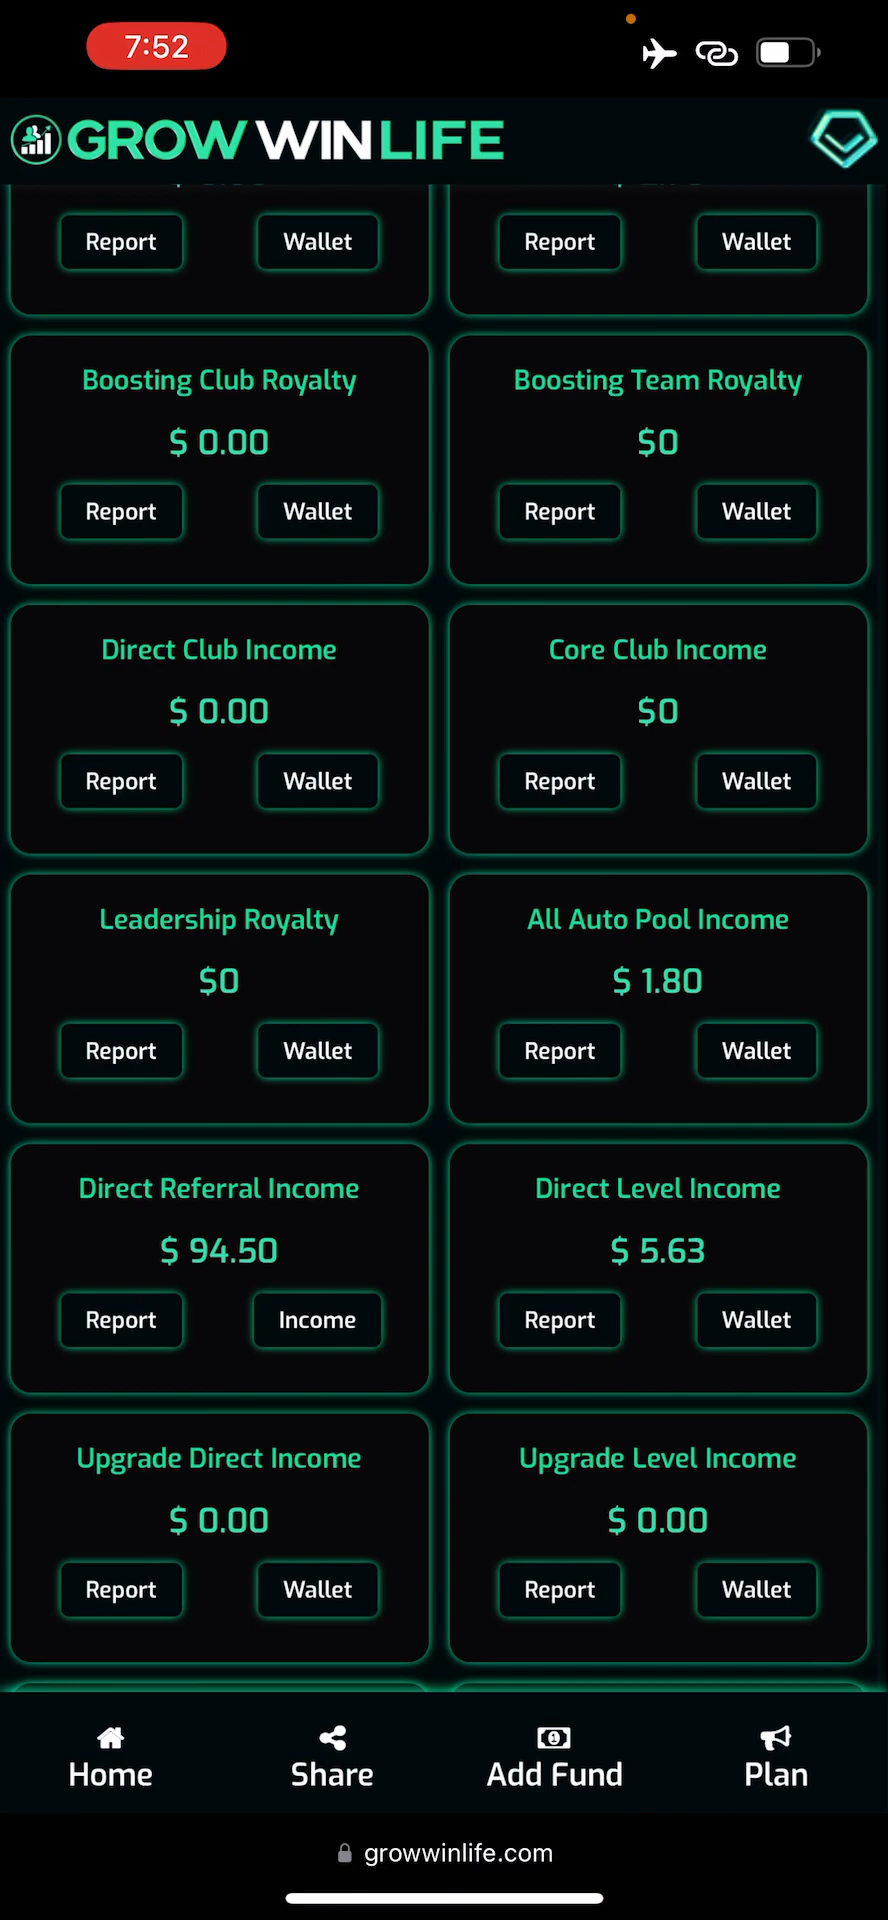 7:52
GROW WIN LIFE
Report Wallet Report Wallet
Boosting Club Royalty Boosting Team Royalty
$ 0.00 $0
Report Wallet Report Wallet
Direct Club Income Core Club Income
$ 0.00 $0
Report Wallet Report Wallet
Leadership Royalty All Auto Pool Income
$0 $ 1.80
Report Wallet Report Wallet
Direct Referral Income Direct Level Income
$ 94.50 $ 5.63
Report Income Report Wallet
Upgrade Direct Income Upgrade Level Income
$ 0.00 $ 0.00
Report Wallet Report Wallet
Home Share Add Fund Plan
growwinlife.com